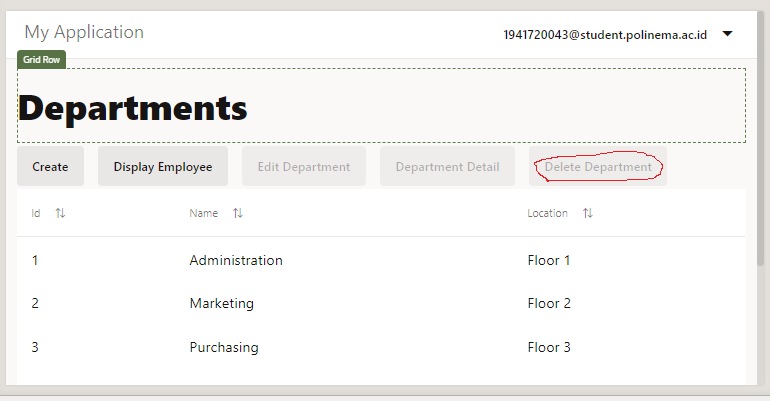 My Application
1941720043@student.polinema.ac.id
Grid Row
Departments
Create Display Employee Edit Department Department Detail Delete Department
Id Name Location
1 Administration Floor 1
2 Marketing Floor 2
3 Purchasing Floor 3